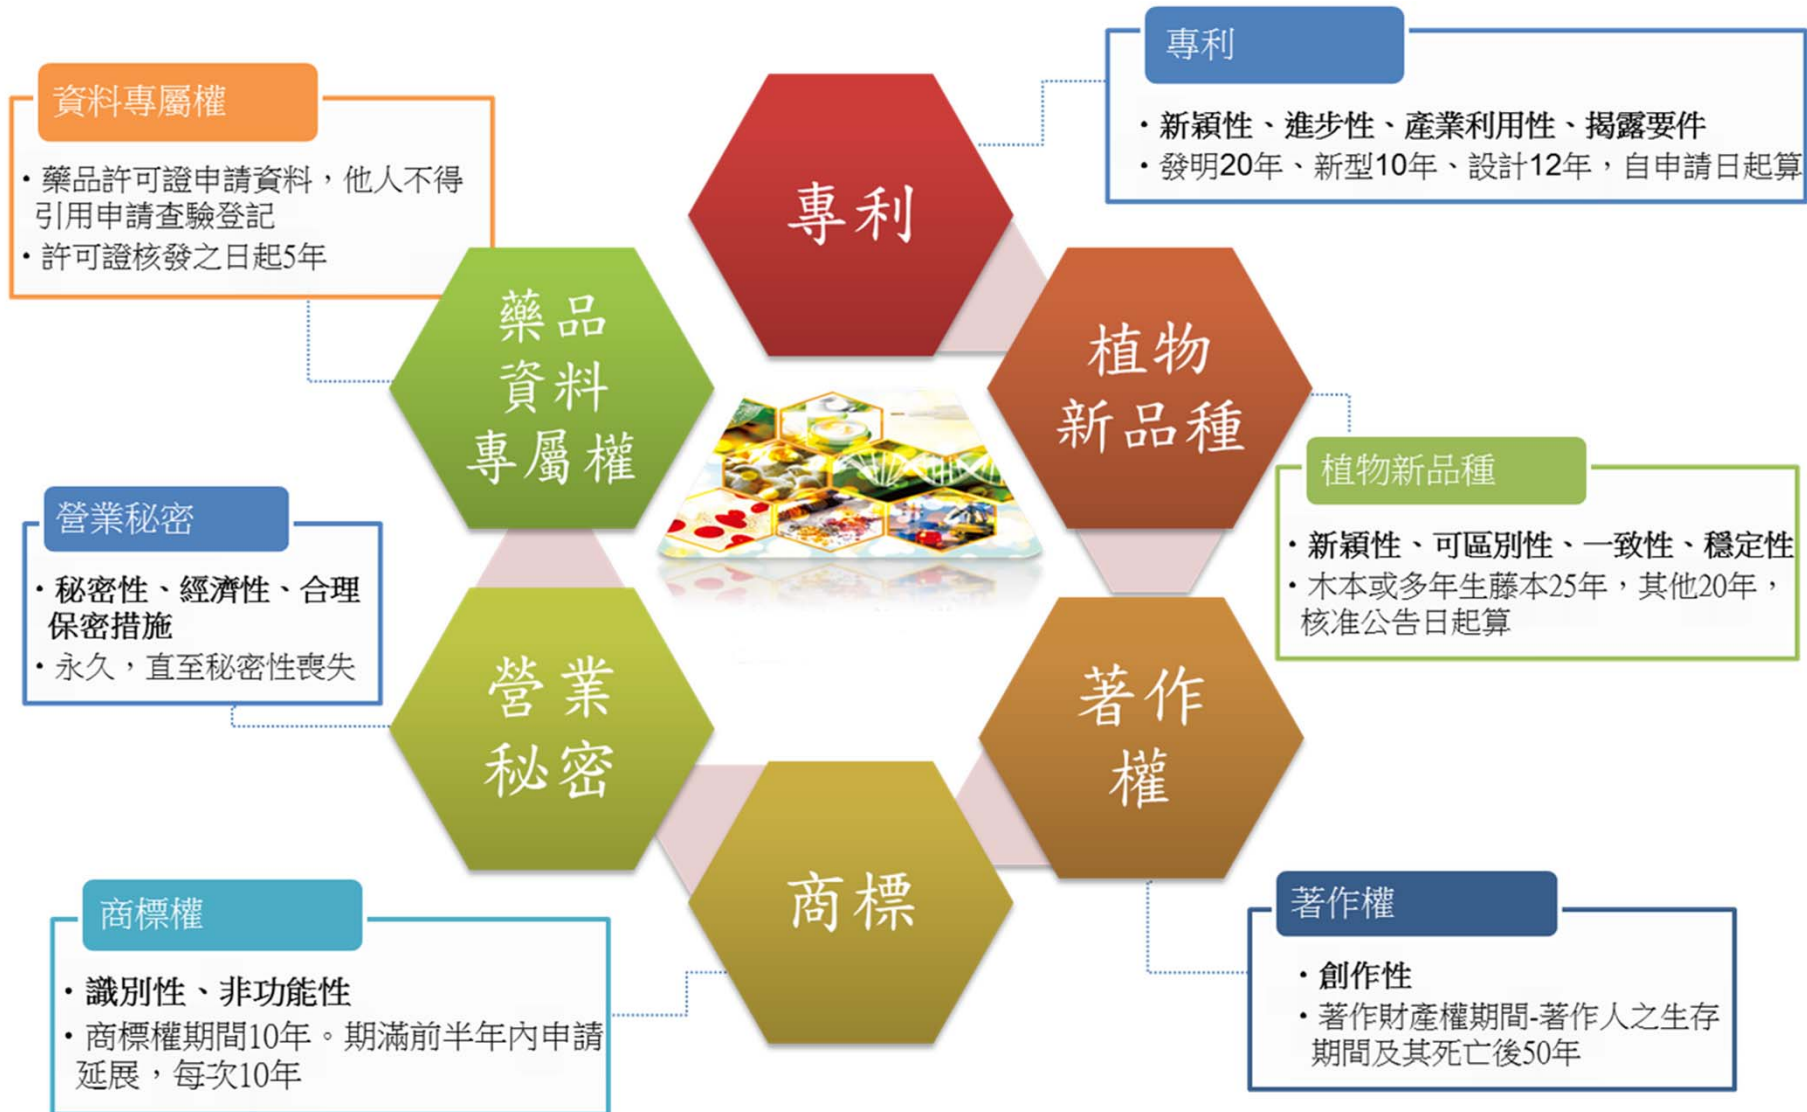 專利
• 新穎性、進步性、產業利用性、揭露要件
• 發明20年、新型10年、設計12年，自申請日起算
資料專屬權
• 藥品許可證申請資料，他人不得
引用申請查驗登記
• 許可證核發之日起5年
專利
藥品
資料
專屬權
植物
新品種
植物新品種
• 新穎性、可區別性、一致性、穩定性
• 木本或多年生藤本25年，其他20年，
核准公告日起算
營業秘密
• 秘密性、經濟性、合理
保密措施
• 永久，直至秘密性喪失
營業
秘密
著作
權
商標
商標權
• 識別性、非功能性
• 商標權期間10年。期滿前半年內申請
延展，每次10年
著作權
• 創作性
• 著作財產權期間-著作人之生存
期間及其死亡後50年